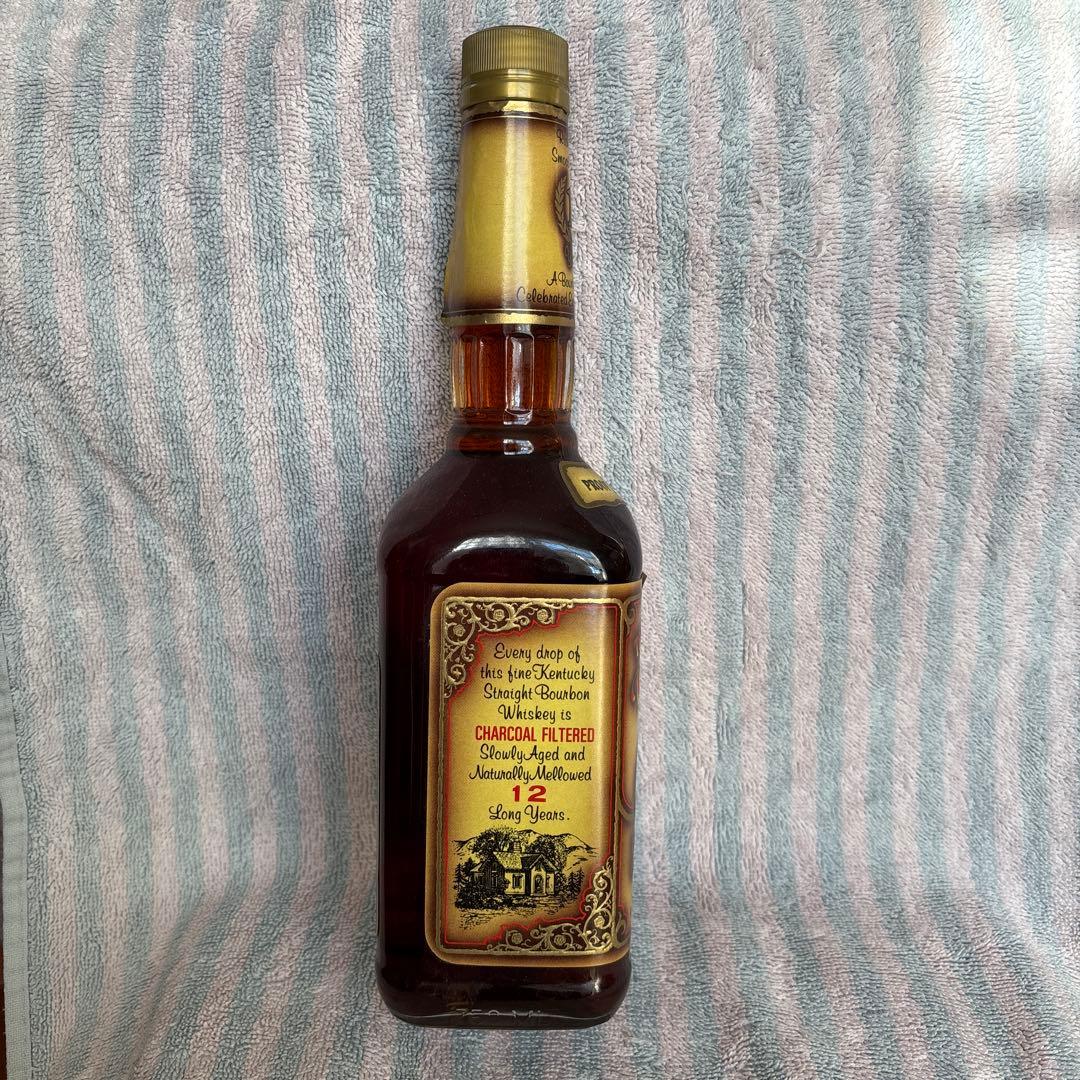 A
Celebrated
Every drop of
this fine Kentucky
Straight Bourbon
Whiskey is
CHARCOAL FILTERED
Slowly Aged and
Naturally Mellowed
12
Long Years.